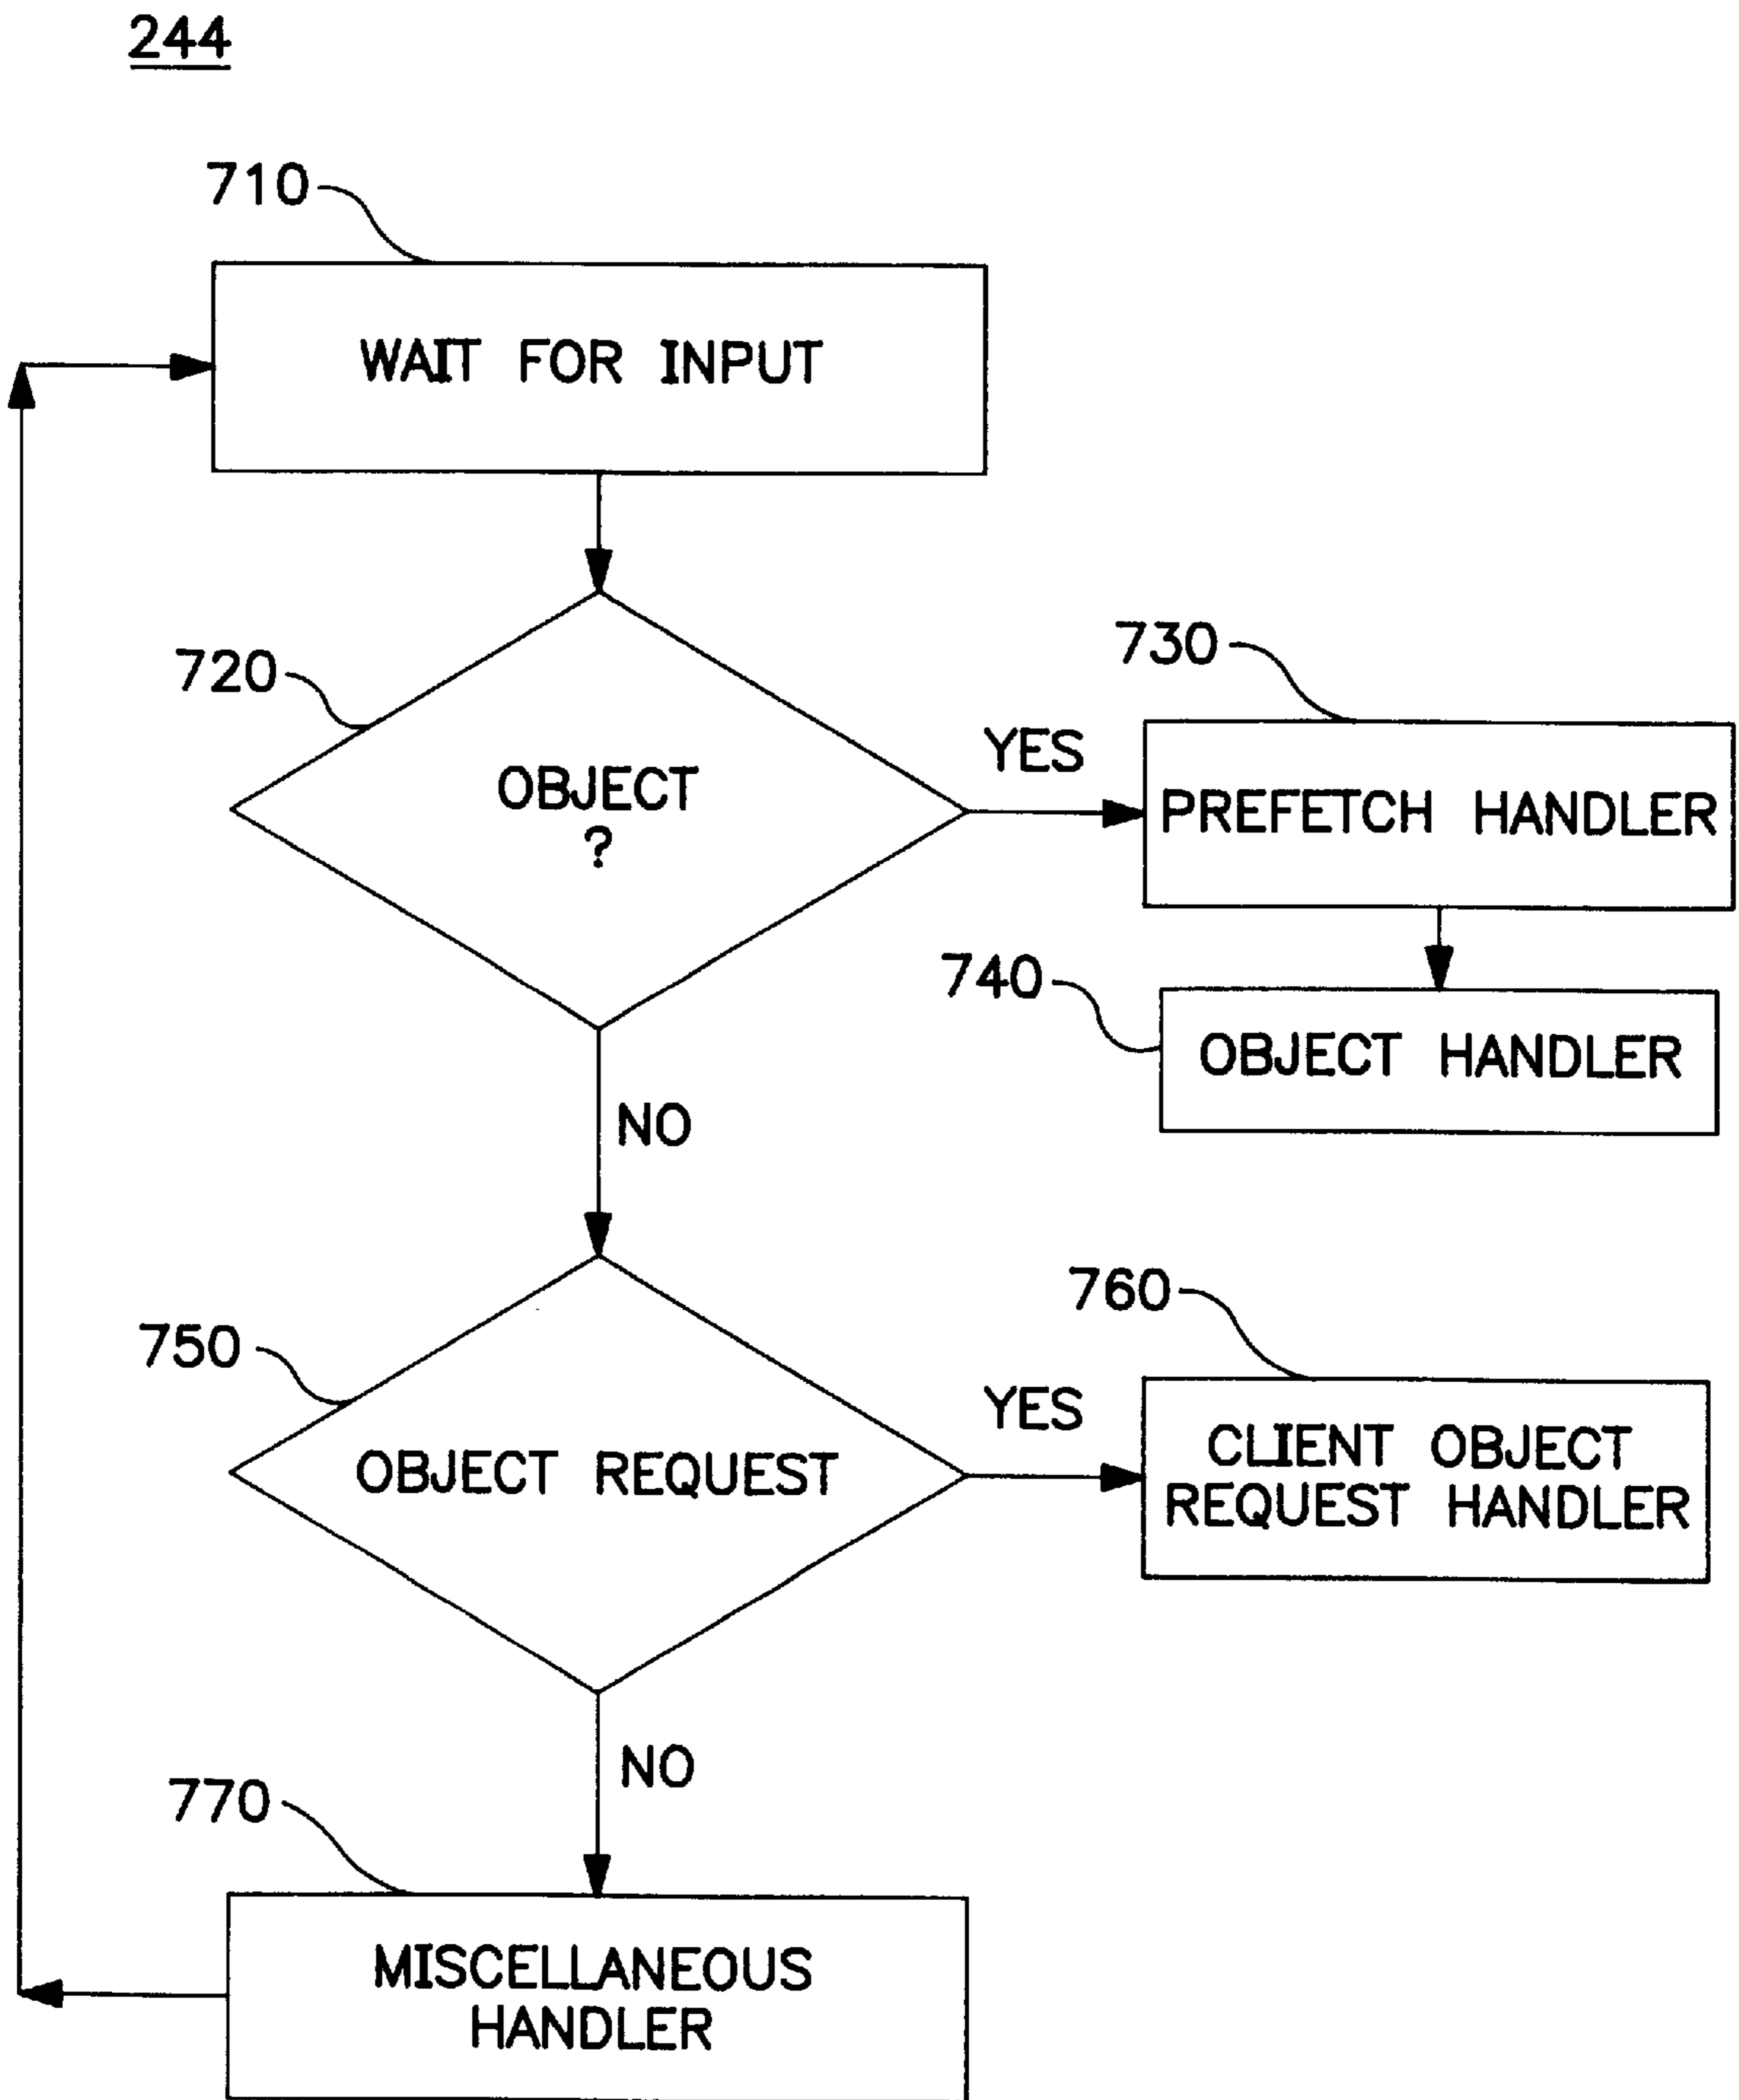 244
710
WAIT FOR INPUT
720
OBJECT
?
YES
730
PREFETCH HANDLER
740
OBJECT HANDLER
NO
750
OBJECT REQUEST
YES
760
CLIENT OBJECT
REQUEST HANDLER
NO
770
MISCELLANEOUS
HANDLER